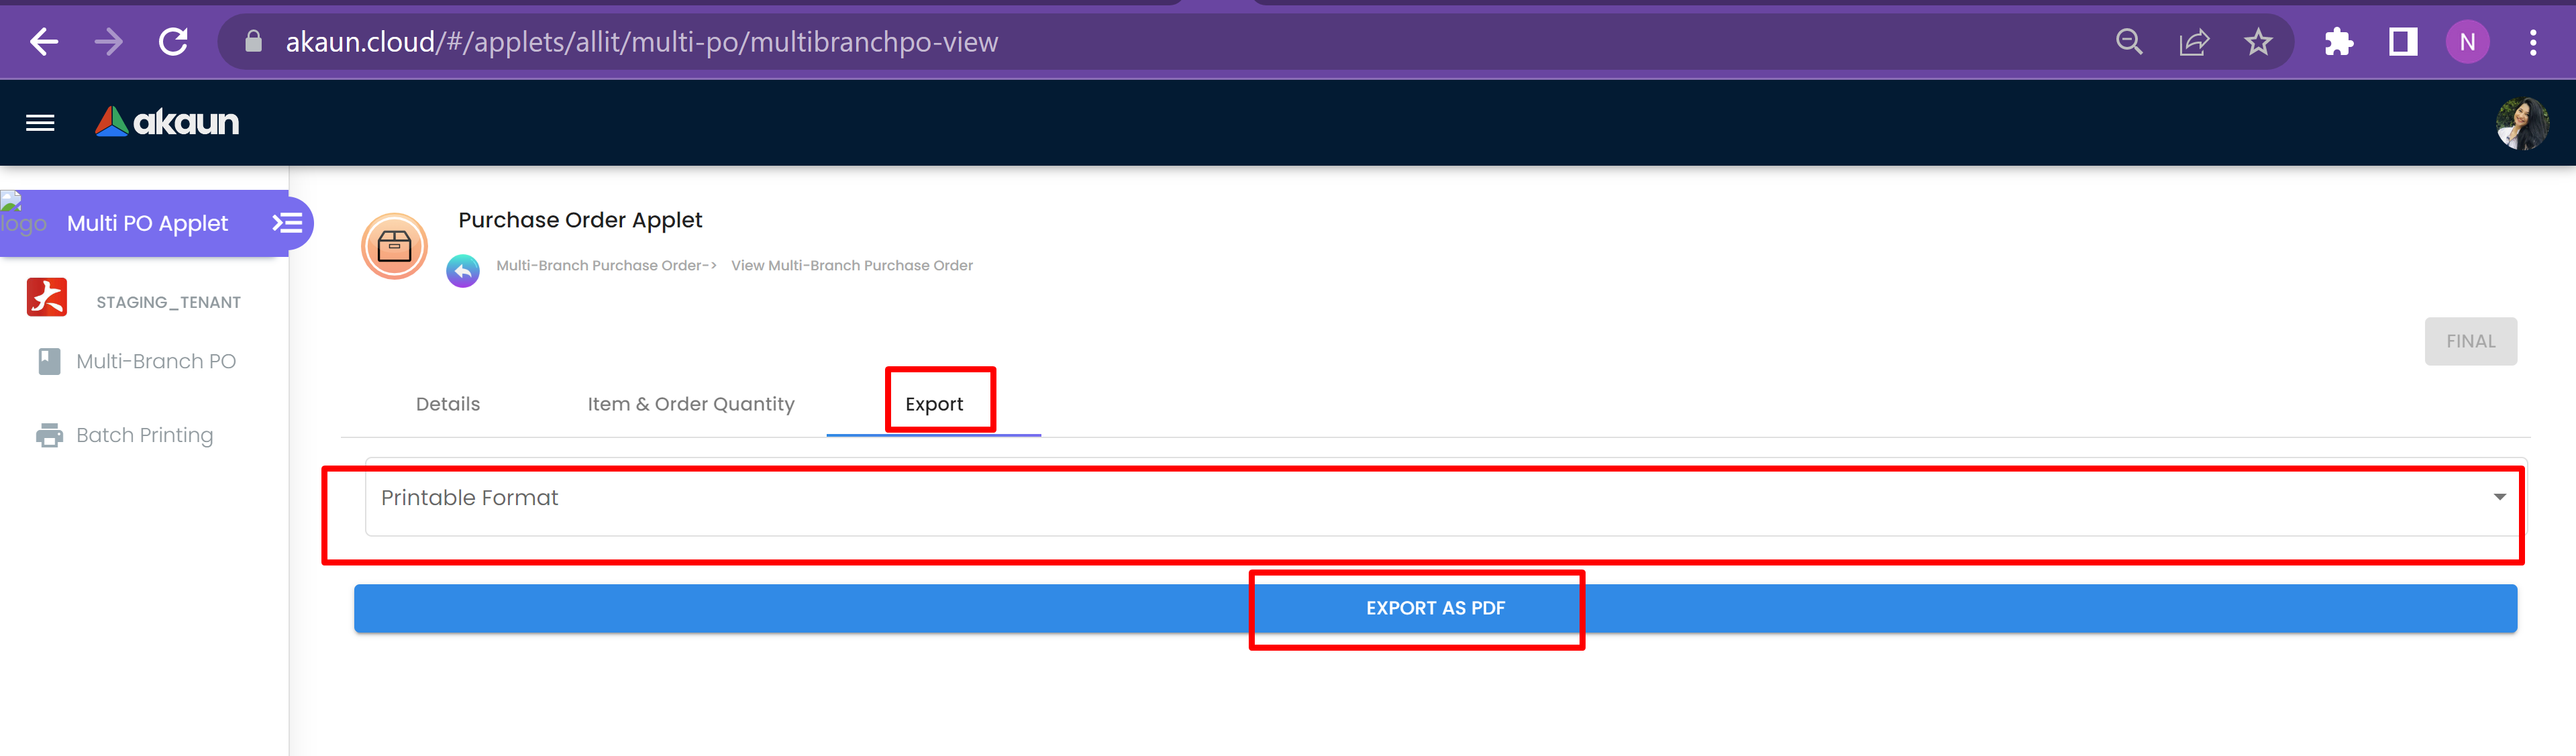 akaun.cloud/#/applets/allit/multi-po/multibranchpo-view
N
akaun
logo
Multi PO Applet
STAGING_TENANT
Multi-Branch PO
Batch Printing
Purchase Order Applet
Multi-Branch Purchase Order-> View Multi-Branch Purchase Order
FINAL
Details
Item & Order Quantity
Export
Printable Format
EXPORT AS PDF